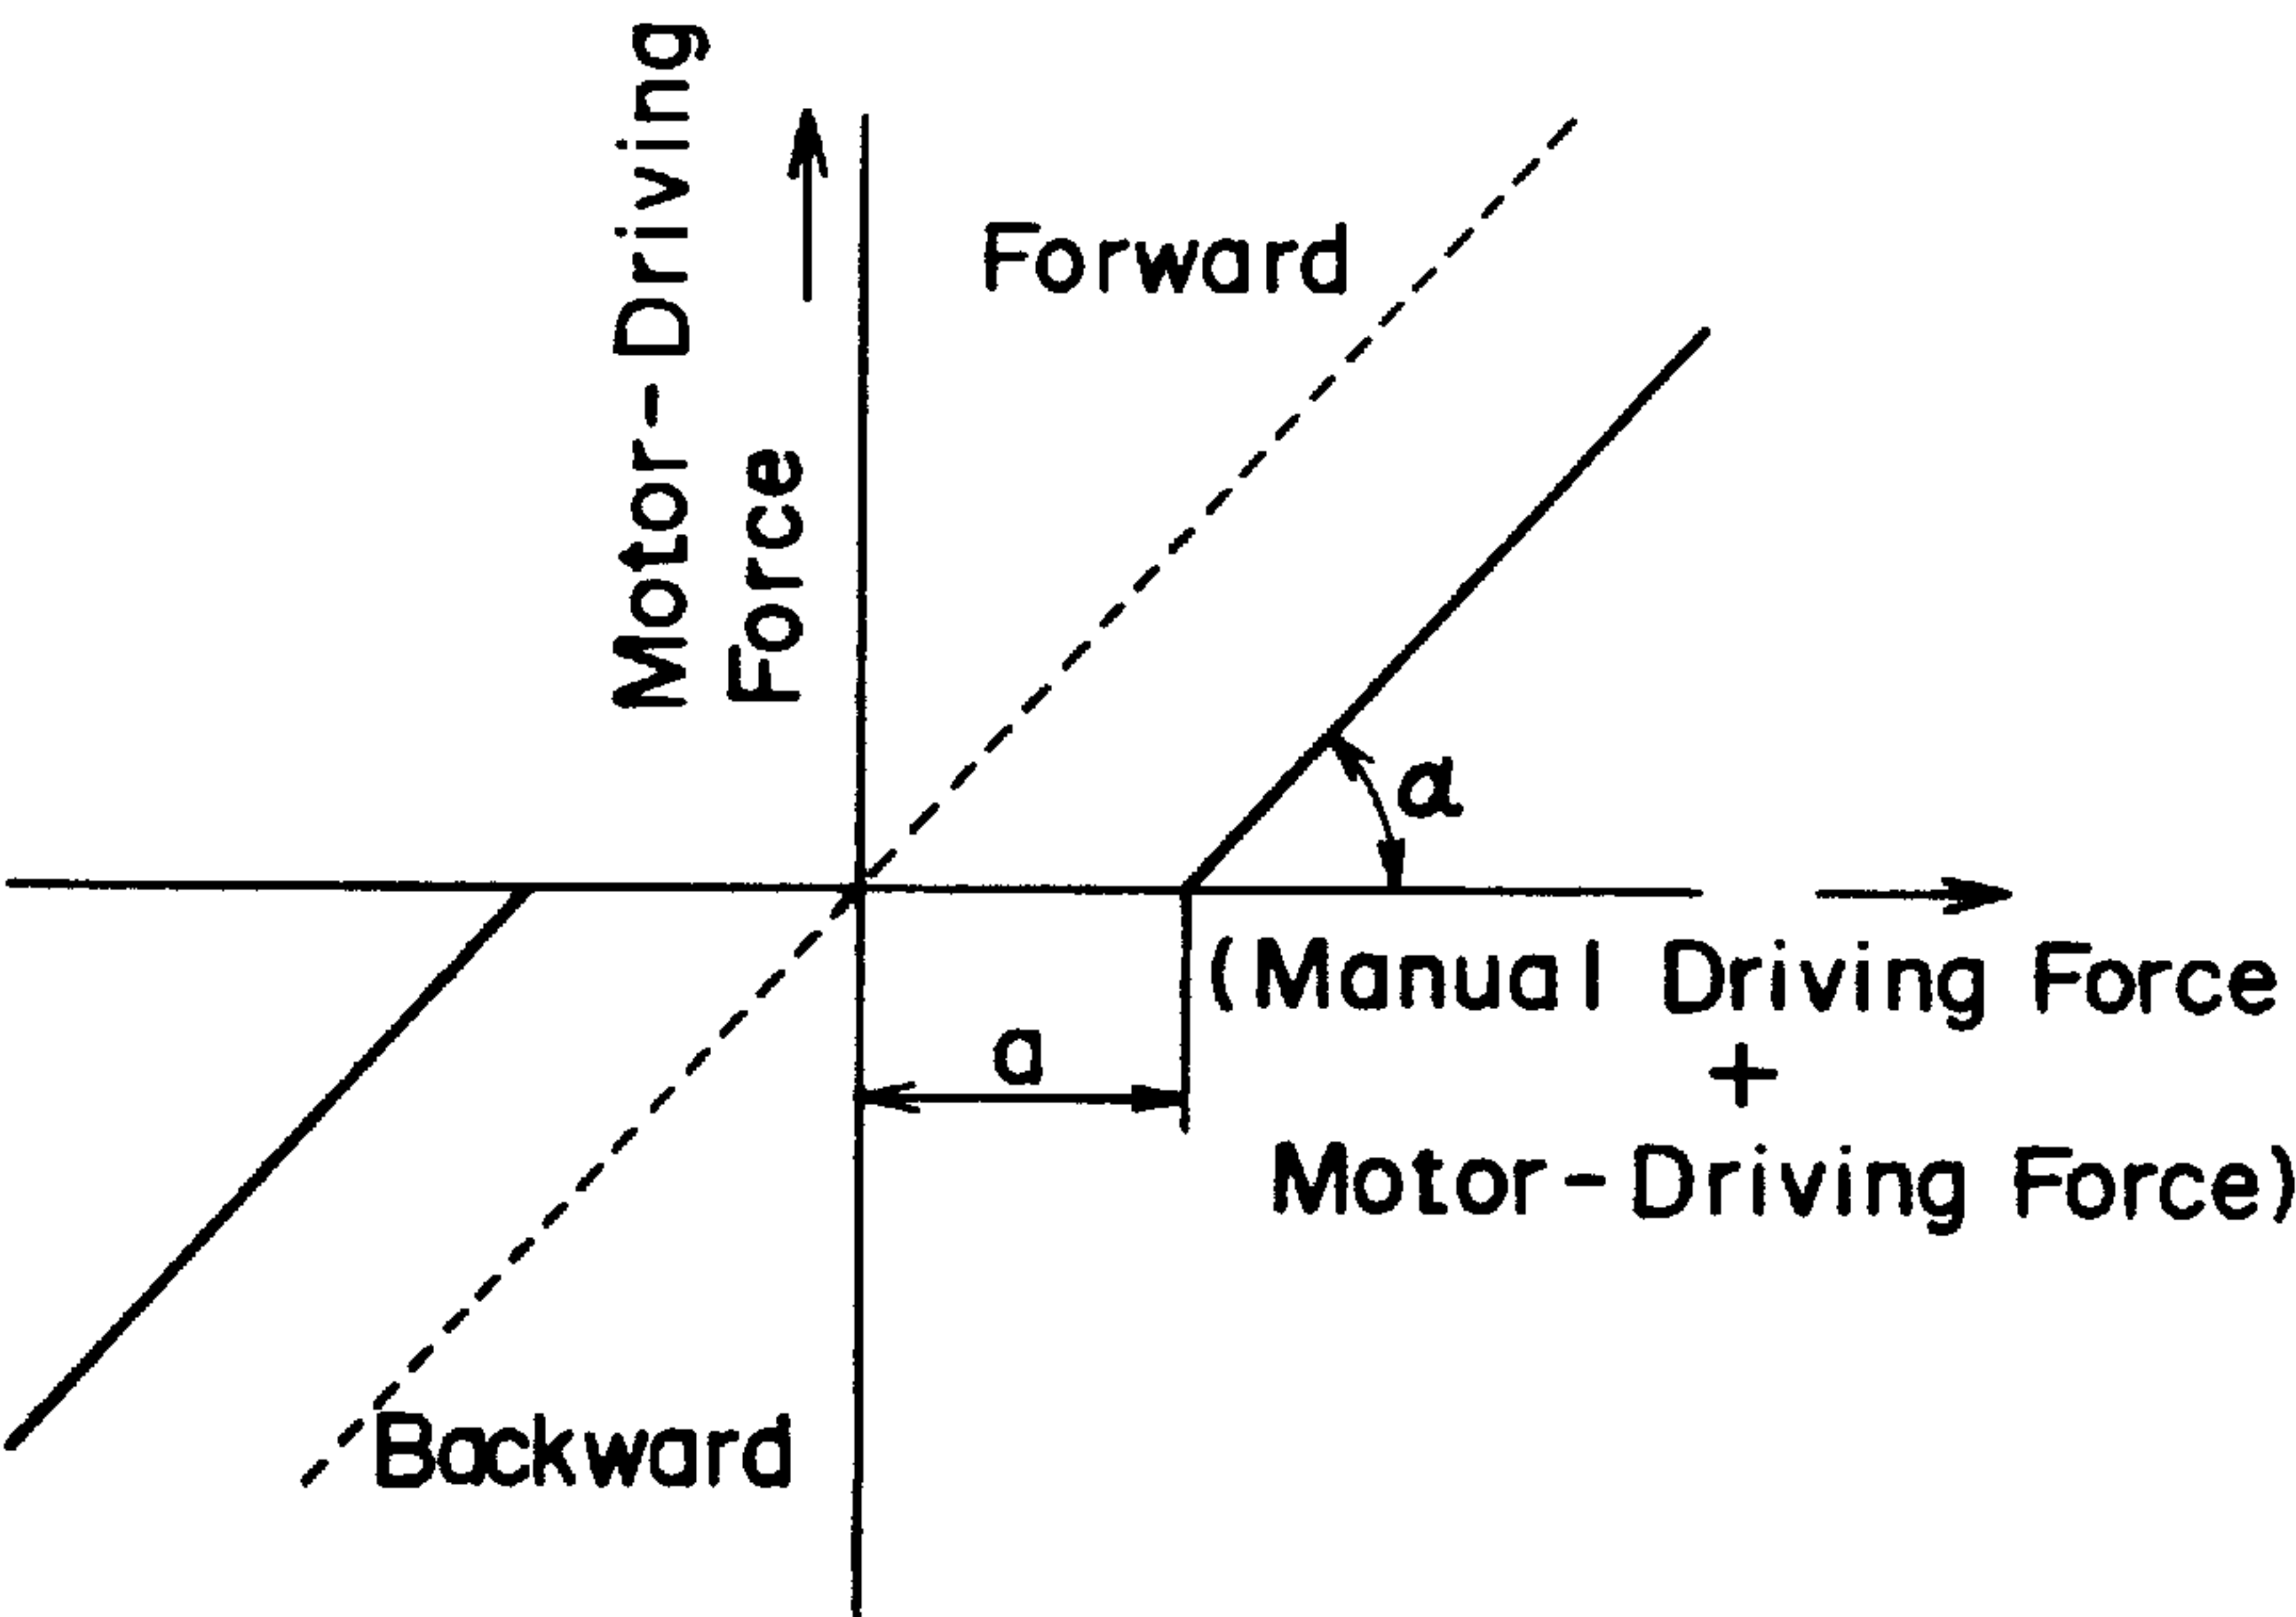 Motor-Driving
Force
Forward
α
a
(Manual Driving Force
+
Motor-Driving Force)
Backward